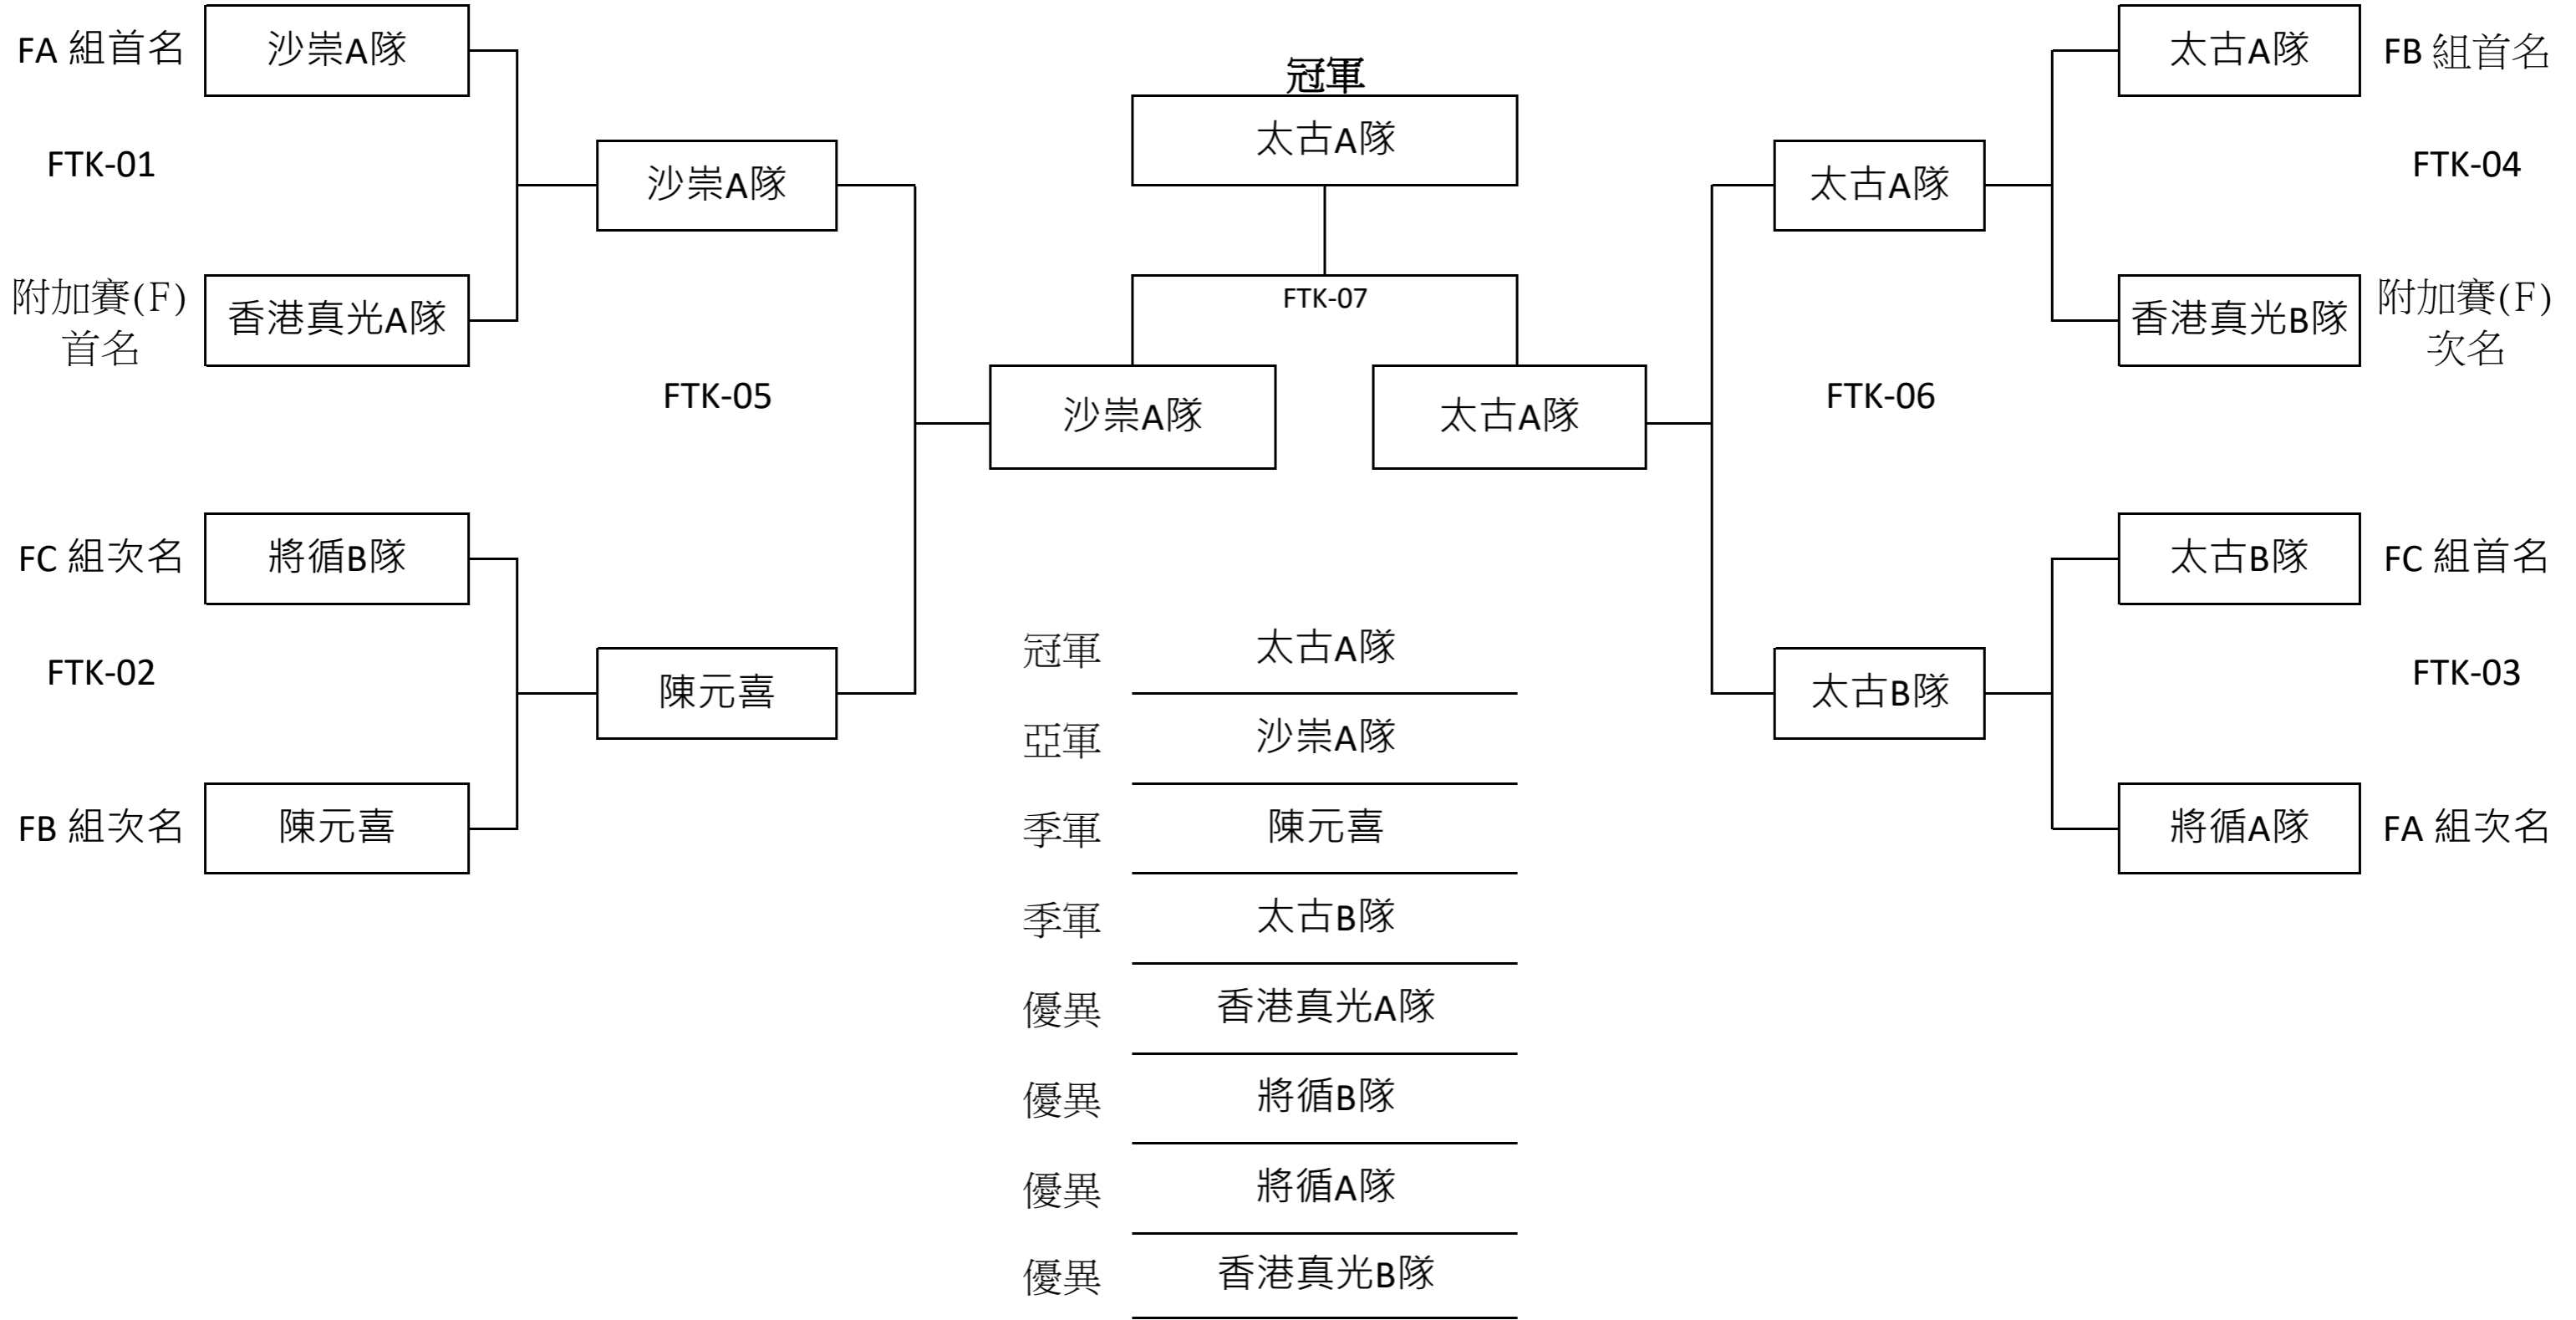 FA 組首名
沙崇A隊
FTK-01
附加賽(F)
首名
香港真光A隊
沙崇A隊
FTK-05
FC 組次名
將循B隊
FTK-02
FB 組次名
陳元喜
陳元喜
冠軍
太古A隊
FTK-07
沙崇A隊
太古A隊
太古A隊
FTK-06
太古B隊
太古A隊
FB 組首名
FTK-04
香港真光B隊
附加賽(F)
次名
太古B隊
FC 組首名
FTK-03
將循A隊
FA 組次名
冠軍 太古A隊
亞軍 沙崇A隊
季軍 陳元喜
季軍 太古B隊
優異 香港真光A隊
優異 將循B隊
優異 將循A隊
優異 香港真光B隊